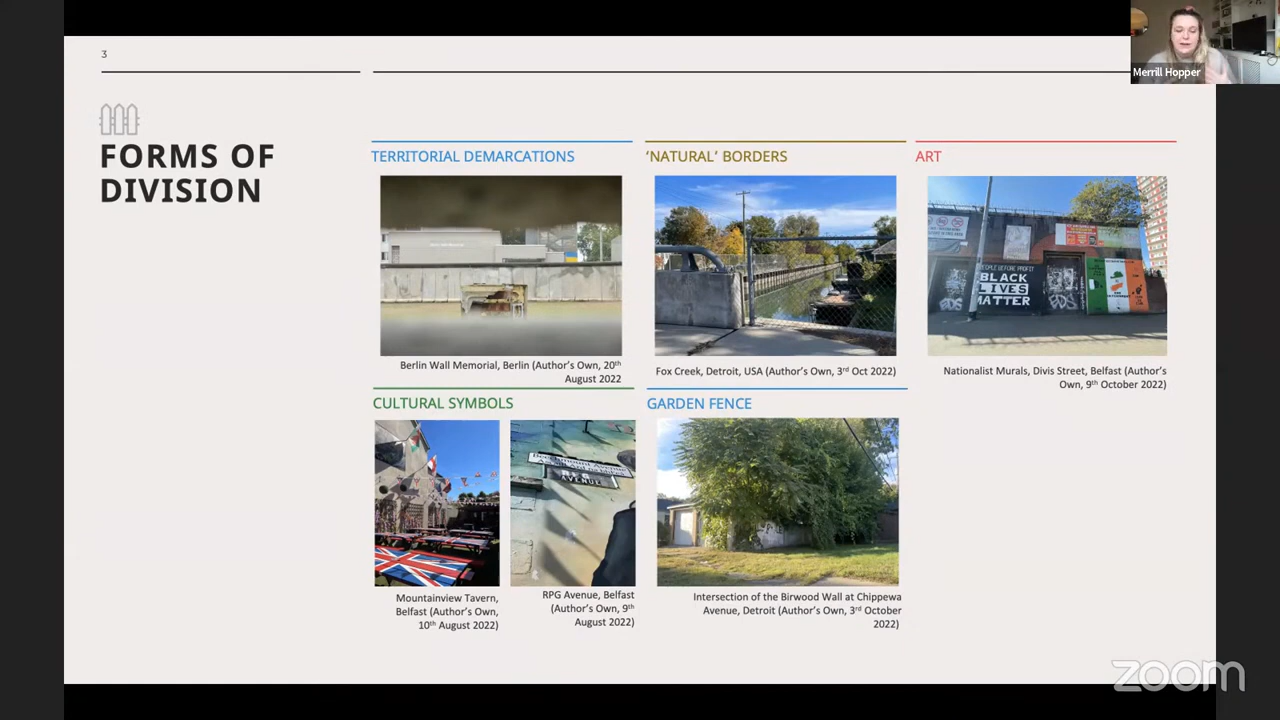 3
Merrill Hopper
FORMS OF
DIVISION
TERRITORIAL DEMARCATIONS
‘NATURAL’ BORDERS
ART
PEOPLE BEFORE PROFIT
BLACK
LIVES
MATTER
Berlin Wall Memorial, Berlin (Author’s Own, 20th
August 2022
Fox Creek, Detroit, USA (Author’s Own, 3rd Oct 2022)
Nationalist Murals, Divis Street, Belfast (Author’s
Own, 9th October 2022)
CULTURAL SYMBOLS
GARDEN FENCE
Beechmount Avenue
RPG
AVENUE
Mountainview Tavern,
Belfast (Author’s Own,
10th August 2022)
RPG Avenue, Belfast
(Author’s Own, 9th
August 2022)
Intersection of the Birwood Wall at Chippewa
Avenue, Detroit (Author’s Own, 3rd October
2022)
zoom